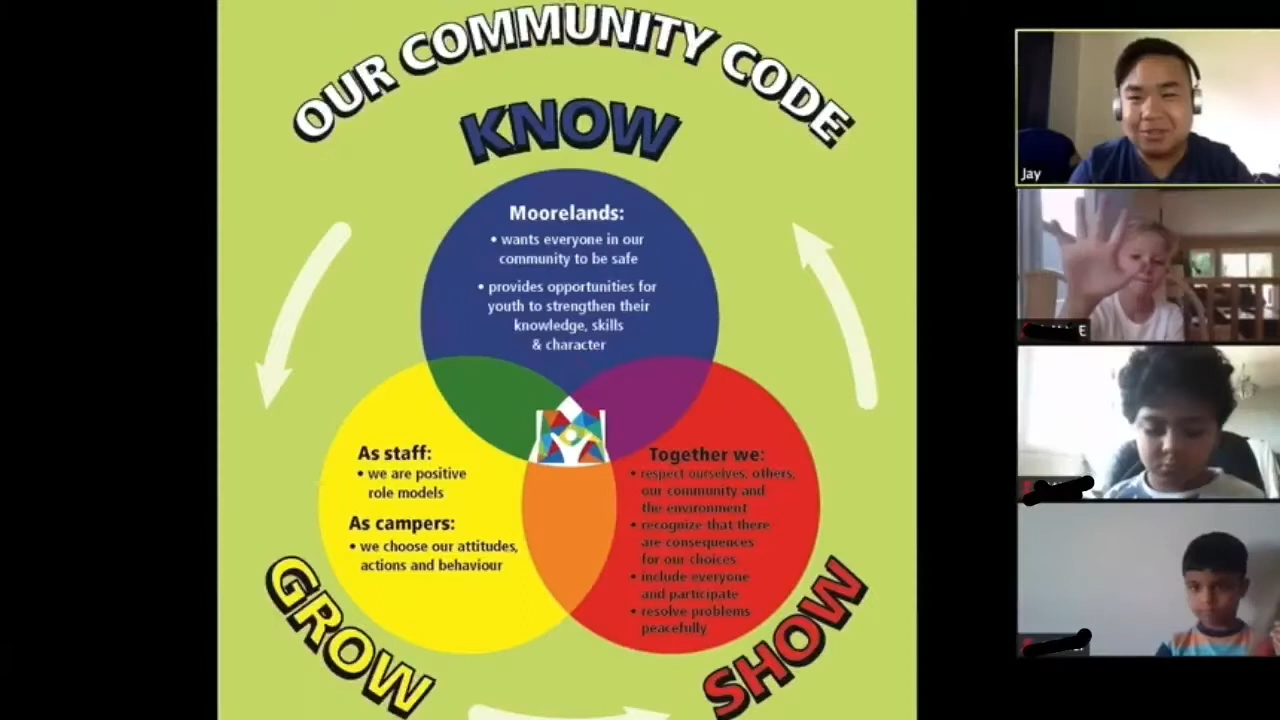 OUR COMMUNITY CODE
KNOW
Moorelands:
• wants everyone in our
community to be safe
• provides opportunities for
youth to strengthen their
knowledge, skills
& character
As staff:
• we are positive
role models
As campers:
• we choose our attitudes,
actions and behaviour
GROW
Together we:
• respect ourselves, others,
our community and
the environment
• recognize that there
are consequences
for our choices
• include everyone
and participate
• resolve problems
peacefully
SHOW
Jay
E